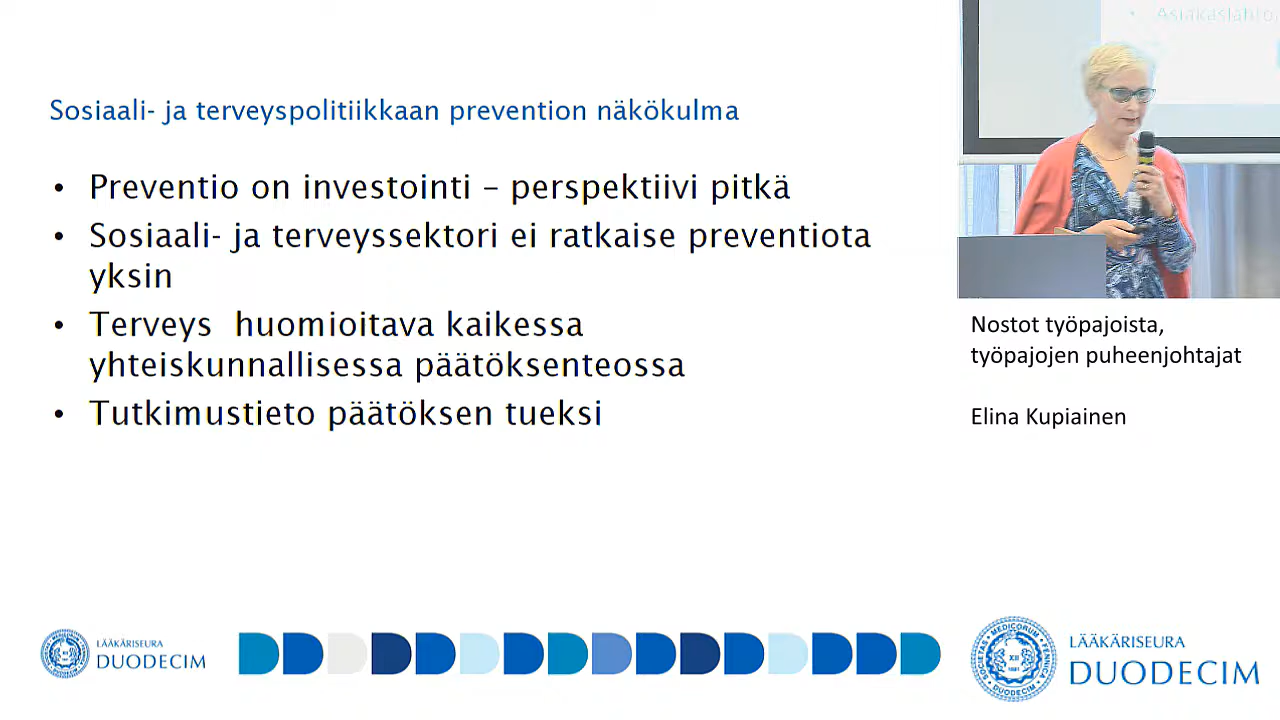 Sosiaali- ja terveyspolitiikkaan prevention näkökulma
• Preventio on investointi – perspektiivi pitkä
• Sosiaali- ja terveyssektori ei ratkaise preventiota
yksin
• Terveys huomioitava kaikessa
yhteiskunnallisessa päätöksenteossa
• Tutkimustieto päätöksen tueksi
Nostot työpajoista,
työpajojen puheenjohtajat
Elina Kupiainen
LÄÄKÄRISEURA
DUODECIM
LÄÄKÄRISEURA
DUODECIM